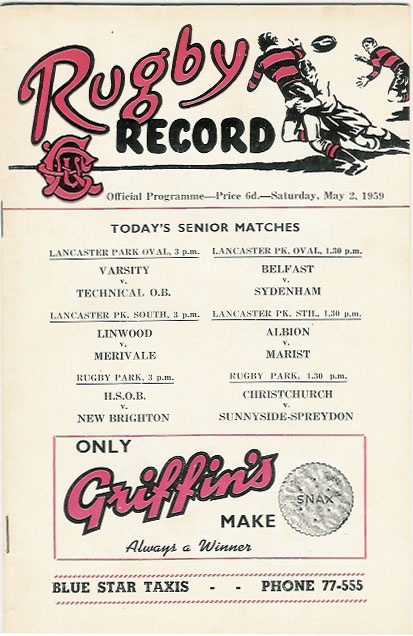 Rugby
RECORD
Official Programme—Price 6d.—Saturday, May 2, 1959
TODAY'S SENIOR MATCHES
LANCASTER PARK OVAL, 3 p.m.
VARSITY
v.
TECHNICAL O.B.
LANCASTER PK. OVAL, 1.30 p.m.
BELFAST
v.
SYDENHAM
LANCASTER PK. SOUTH, 3 p.m.
LINWOOD
v.
MERIVALE
LANCASTER PK. STH., 1.30 p.m.
ALBION
v.
MARIST
RUGBY PARK, 3 p.m.
H.S.O.B.
v.
NEW BRIGHTON
RUGBY PARK, 1.30 p.m.
CHRISTCHURCH
v.
SUNNYSIDE-SPREYDON
ONLY
Griffin's
SNAX
MAKE
Always a Winner
BLUE STAR TAXIS - - PHONE 77-555